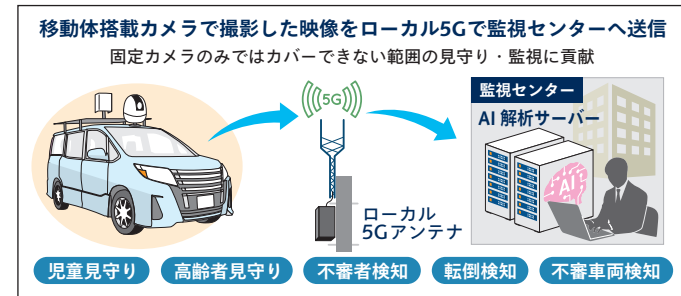 移動体搭載カメラで撮影した映像をローカル5Gで監視センターへ送信
固定カメラのみではカバーできない範囲の見守り・監視に貢献
5G
監視センター
AI 解析サーバー
AI
ローカル
5Gアンテナ
児童見守り
高齢者見守り
不審者検知
転倒検知
不審車両検知